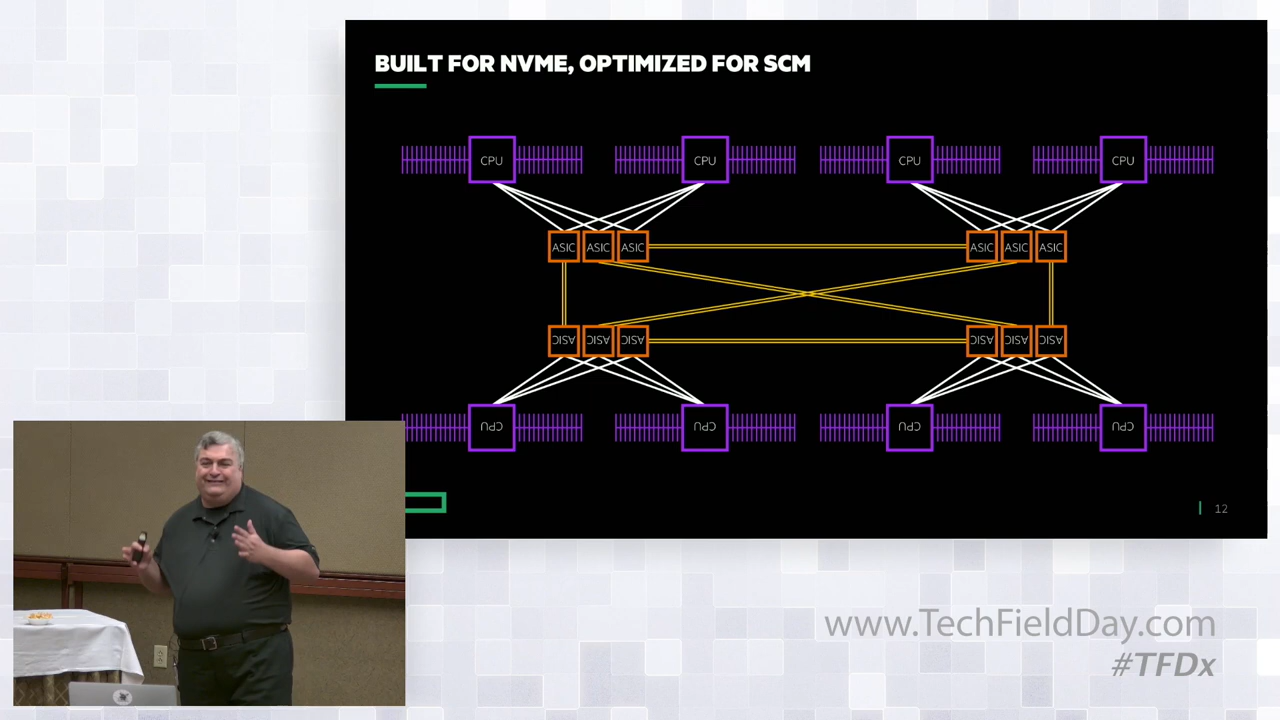 BUILT FOR NVME, OPTIMIZED FOR SCM
CPU CPU CPU CPU
ASIC ASIC ASIC ASIC ASIC ASIC
ASIC ASIC ASIC ASIC ASIC ASIC
CPU CPU CPU CPU
12
www.TechFieldDay.com
#TFDx